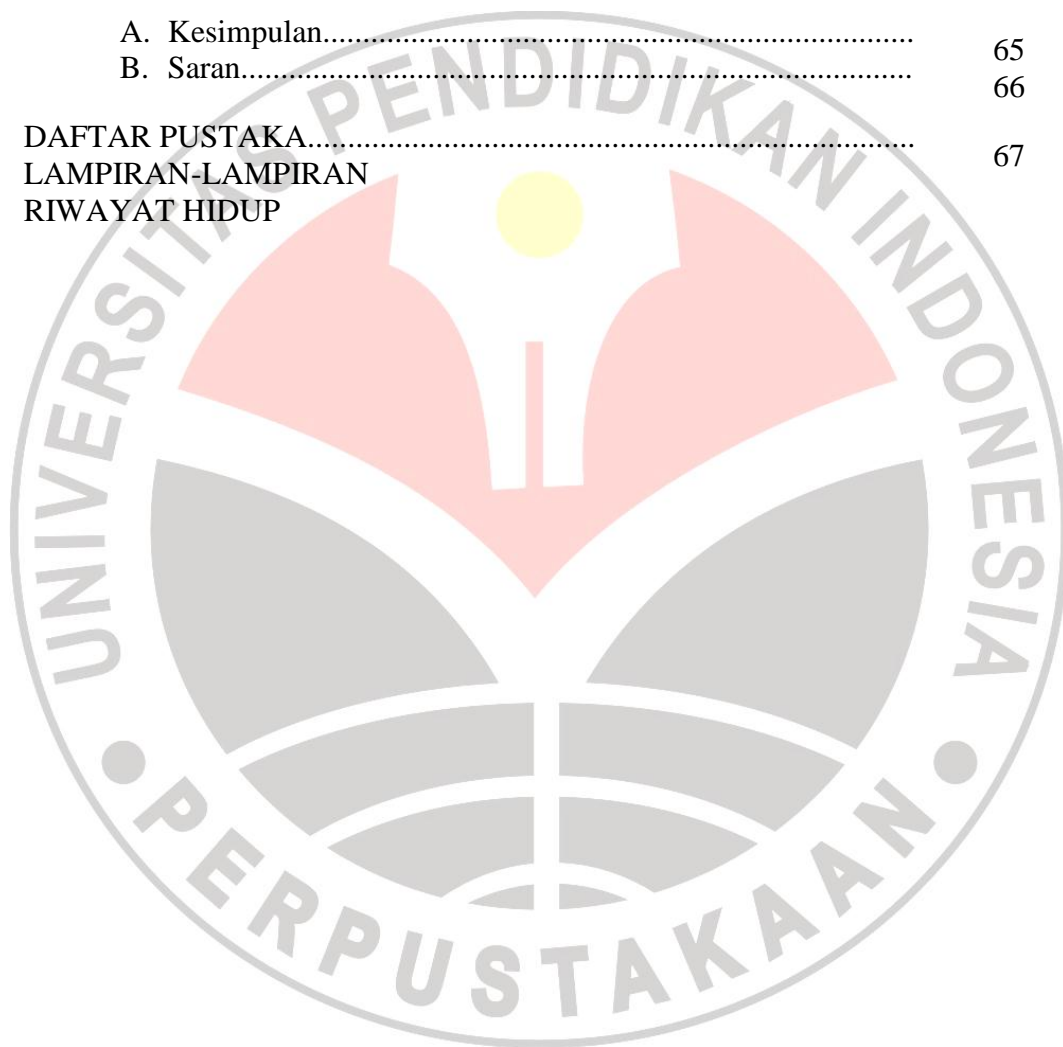 A. Kesimpulan.......................................................................... 65
B. Saran.................................................................................... 66
DAFTAR PUSTAKA............................................................................ 67
LAMPIRAN-LAMPIRAN
RIWAYAT HIDUP
UNIVERSITAS PENDIDIKAN INDONESIA
PERPUSTAKAAN